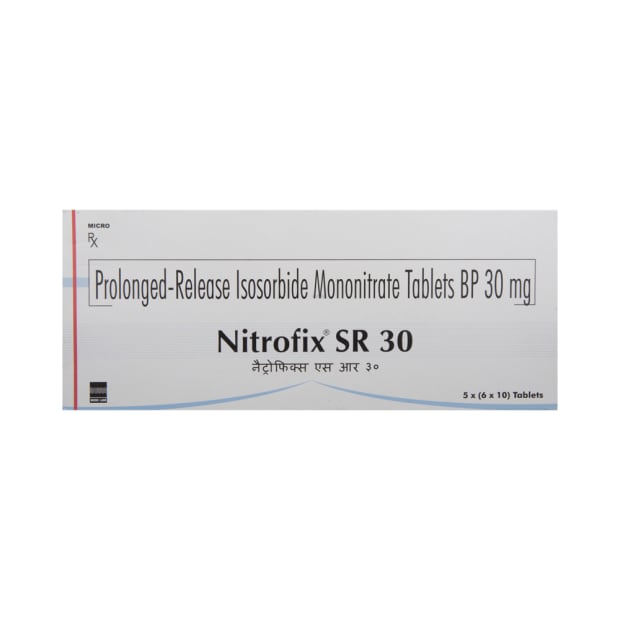 MICRO
Rx
Prolonged-Release Isosorbide Mononitrate Tablets BP 30 mg
Nitrofix® SR 30
नैट्रोफिक्स एस आर ३०
5 x (6 x 10) Tablets